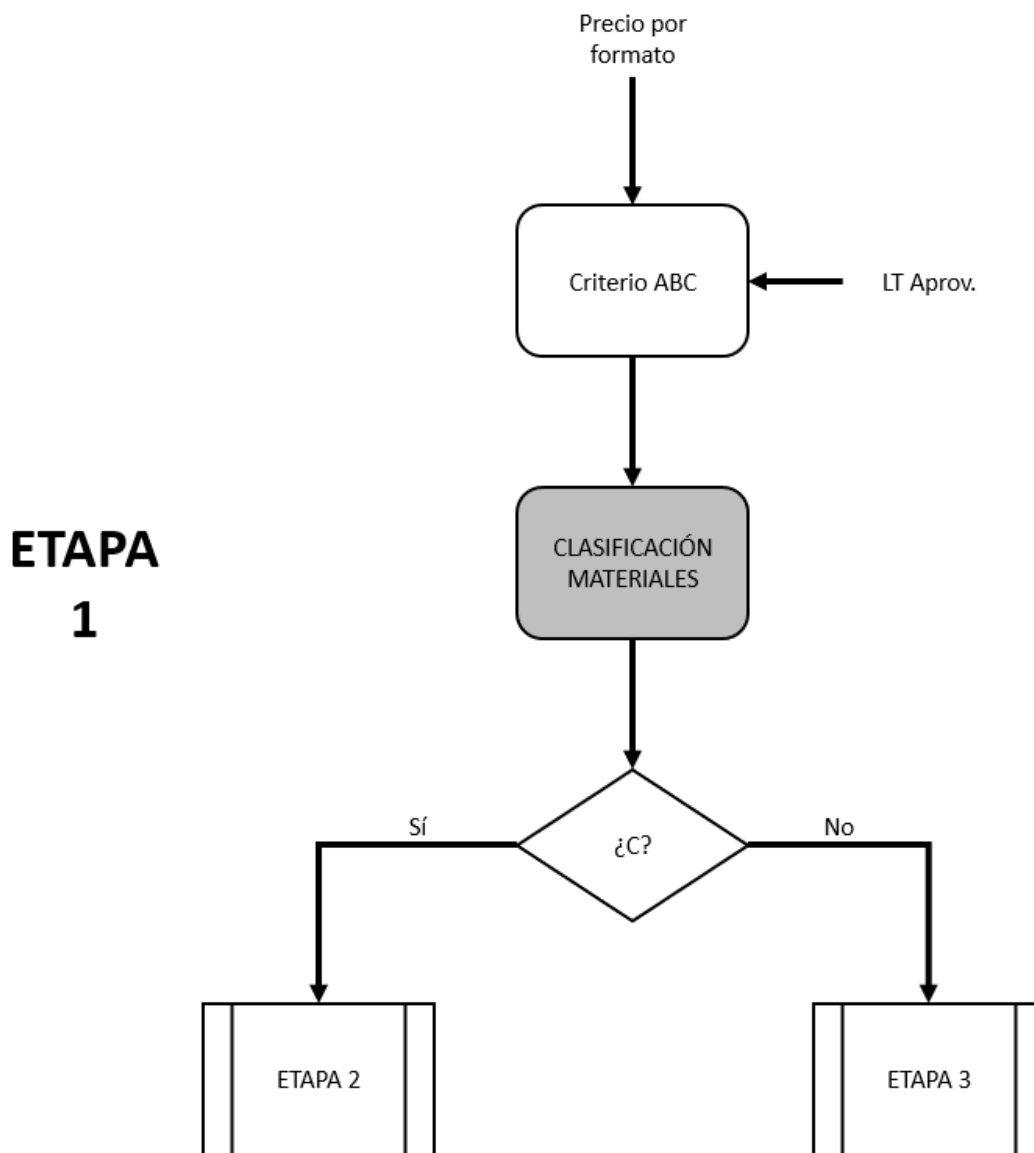 Precio por
formato
Criterio ABC
LT Aprov.
ETAPA
1
CLASIFICACIÓN
MATERIALES
Sí
¿C?
No
ETAPA 2
ETAPA 3